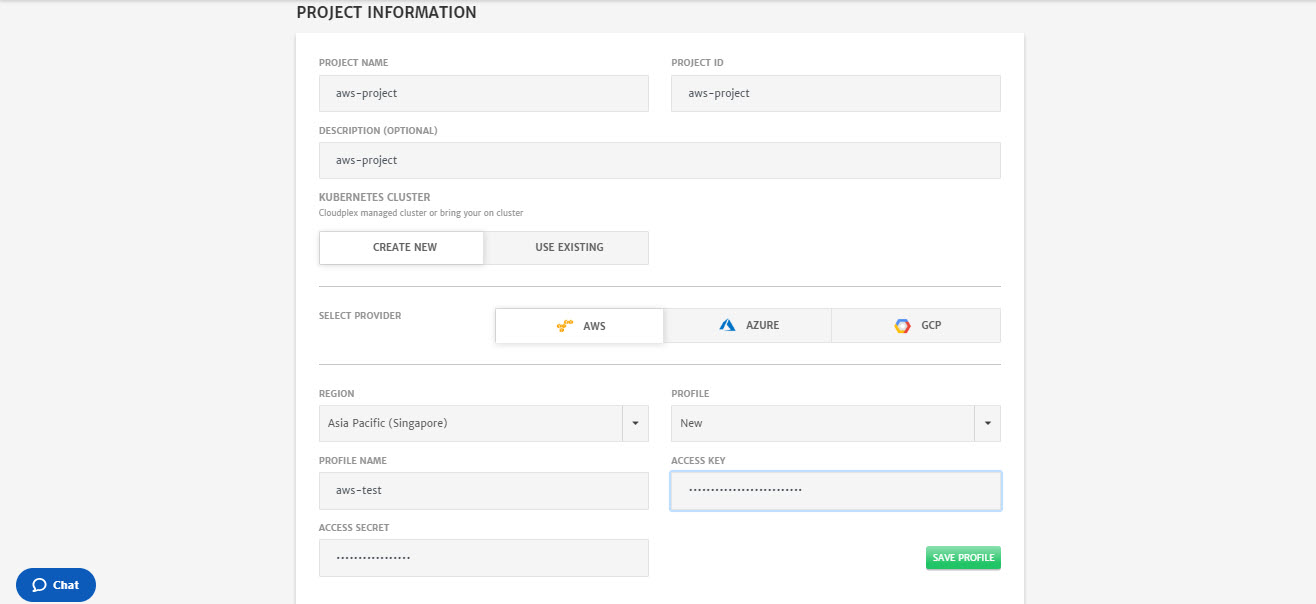 PROJECT INFORMATION
PROJECT NAME
PROJECT ID
aws-project
aws-project
DESCRIPTION (OPTIONAL)
aws-project
KUBERNETES CLUSTER
Cloudplex managed cluster or bring your on cluster
CREATE NEW
USE EXISTING
SELECT PROVIDER
AWS
AZURE
GCP
REGION
PROFILE
Asia Pacific (Singapore)
New
PROFILE NAME
ACCESS KEY
aws-test
ACCESS SECRET
SAVE PROFILE
Chat